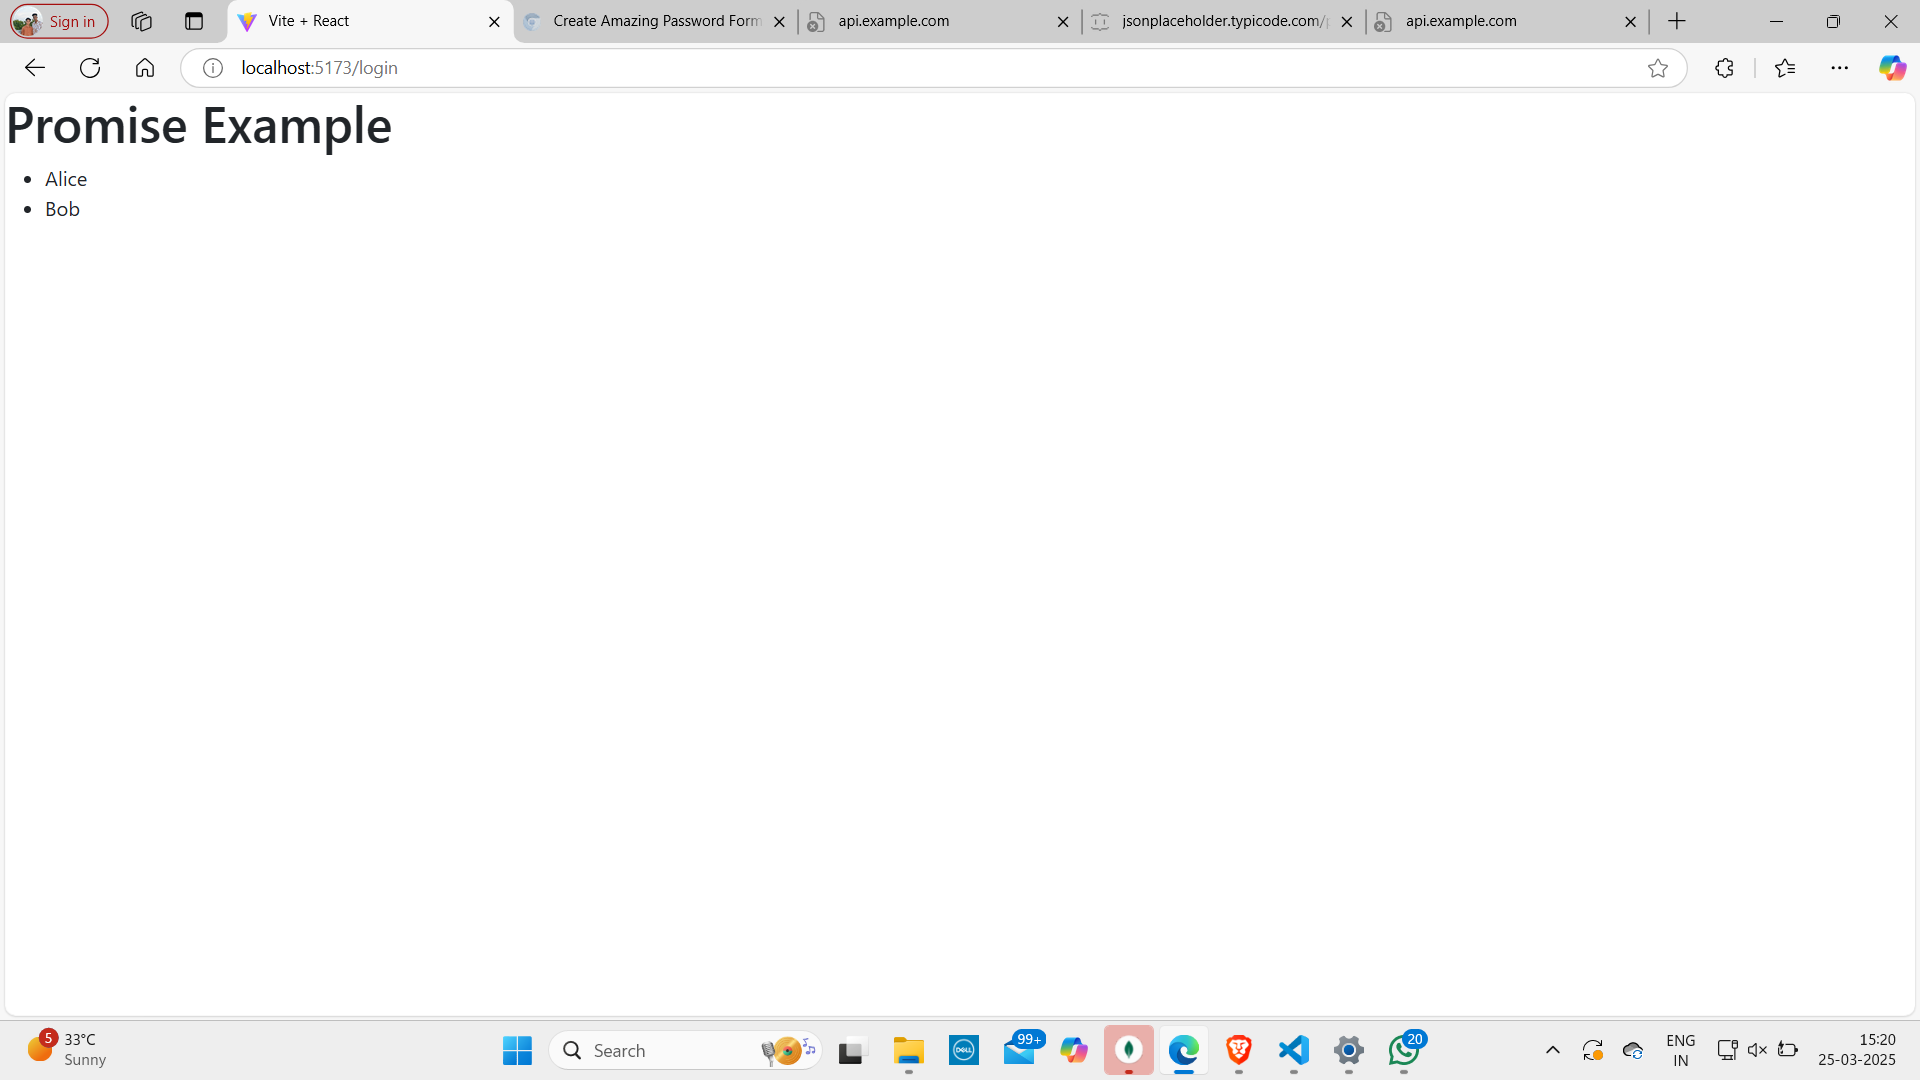 Sign in
Vite + React
Create Amazing Password Form
api.example.com
jsonplaceholder.typicode.com/p
api.example.com
localhost:5173/login
Promise Example
• Alice
• Bob
5
33°C
Sunny
Search
DELL
99+
20
ENG
IN
15:20
25-03-2025